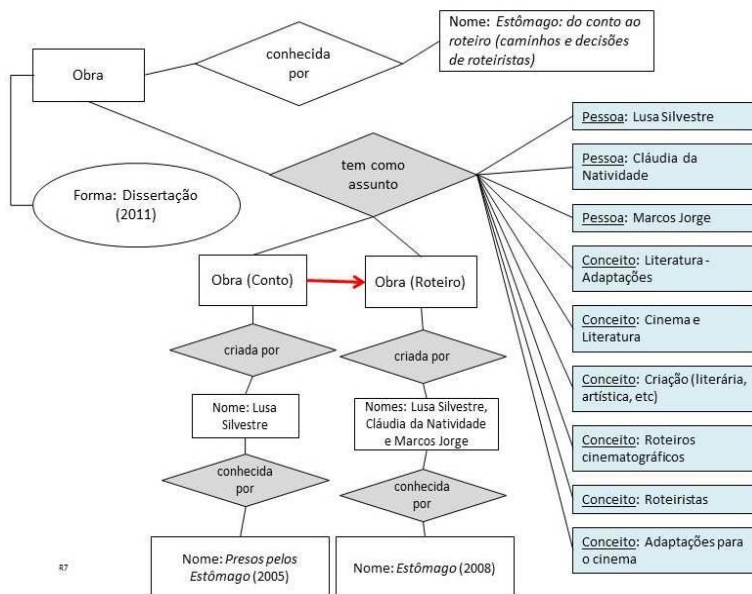 Nome: Estômago: do conto ao
roteiro (caminhos e decisões
de roteiristas)
conhecida
por
Obra
Forma: Dissertação
(2011)
tem como
assunto
Pessoa: Lusa Silvestre
Pessoa: Cláudia da
Natividade
Pessoa: Marcos Jorge
Conceito: Literatura -
Adaptações
Conceito: Cinema e
Literatura
Conceito: Criação (literária,
artística, etc)
Conceito: Roteiros
cinematográficos
Conceito: Roteiristas
Conceito: Adaptações para
o cinema
Obra (Conto)
Obra (Roteiro)
criada por
criada por
Nome: Lusa
Silvestre
Nomes: Lusa Silvestre,
Cláudia da Natividade
e Marcos Jorge
conhecida
por
conhecida
por
Nome: Presos pelos
Estômago (2005)
Nome: Estômago (2008)
R7